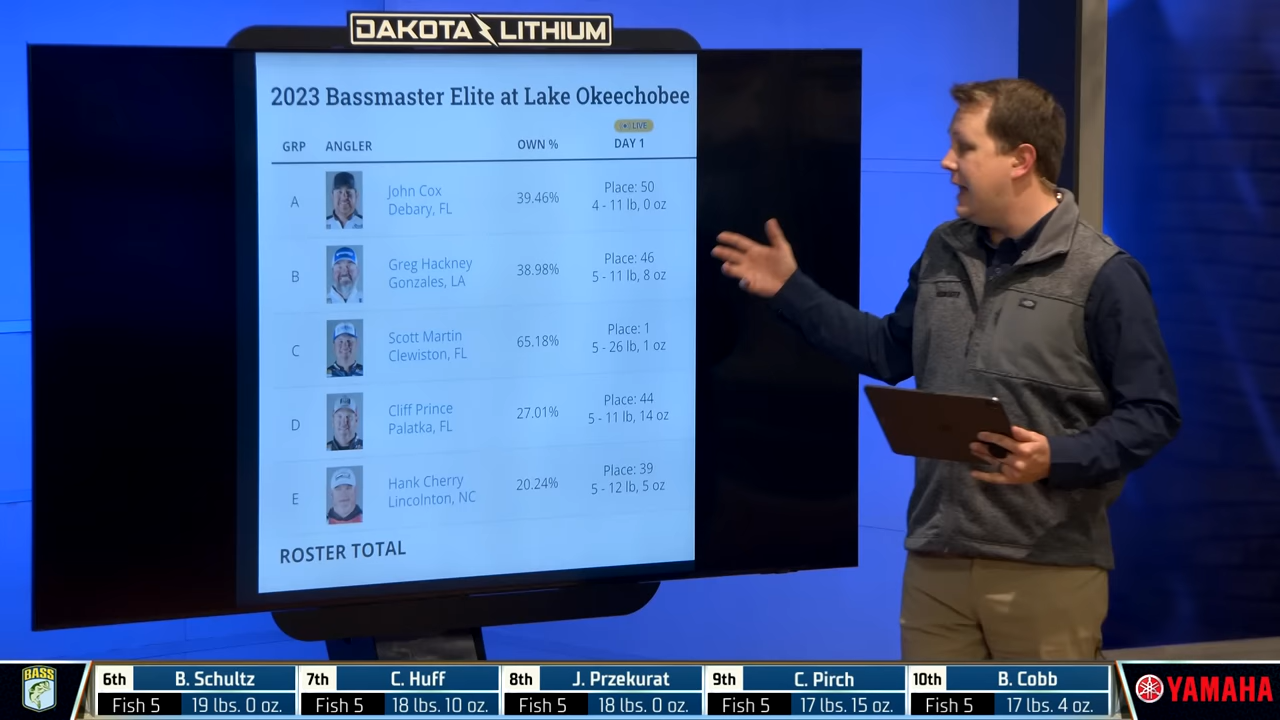 DAKOTA LITHIUM
2023 Bassmaster Elite at Lake Okeechobee
LIVE
GRP ANGLER OWN % DAY 1
A John Cox 39.46% Place: 50
Debary, FL 4 - 11 lb, 0 oz
B Greg Hackney 38.98% Place: 46
Gonzales, LA 5 - 11 lb, 8 oz
C Scott Martin 65.18% Place: 1
Clewiston, FL 5 - 26 lb, 1 oz
D Cliff Prince 27.01% Place: 44
Palatka, FL 5 - 11 lb, 14 oz
E Hank Cherry 20.24% Place: 39
Lincolnton, NC 5 - 12 lb, 5 oz
ROSTER TOTAL
BASS
6th B. Schultz 7th C. Huff 8th J. Przekurat 9th C. Pirch 10th B. Cobb
Fish 5 19 lbs. 0 oz. Fish 5 18 lbs. 10 oz. Fish 5 18 lbs. 0 oz. Fish 5 17 lbs. 15 oz. Fish 5 17 lbs. 4 oz.
YAMAHA